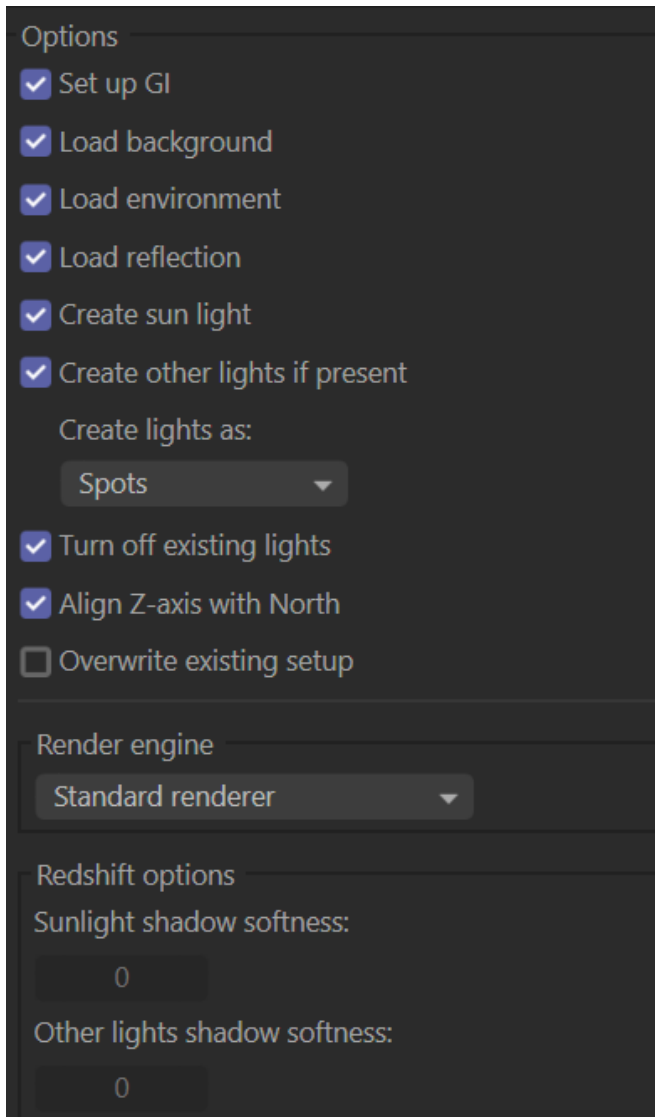 Options
Set up GI
Load background
Load environment
Load reflection
Create sun light
Create other lights if present
Create lights as:
Spots
Turn off existing lights
Align Z-axis with North
Overwrite existing setup
Render engine
Standard renderer
Redshift options
Sunlight shadow softness:
0
Other lights shadow softness:
0